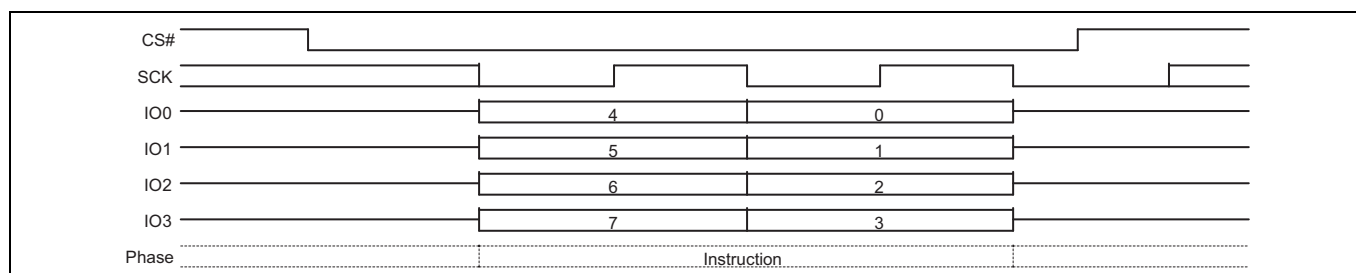 CS#
SCK
IO0 4 0
IO1 5 1
IO2 6 2
IO3 7 3
Phase Instruction